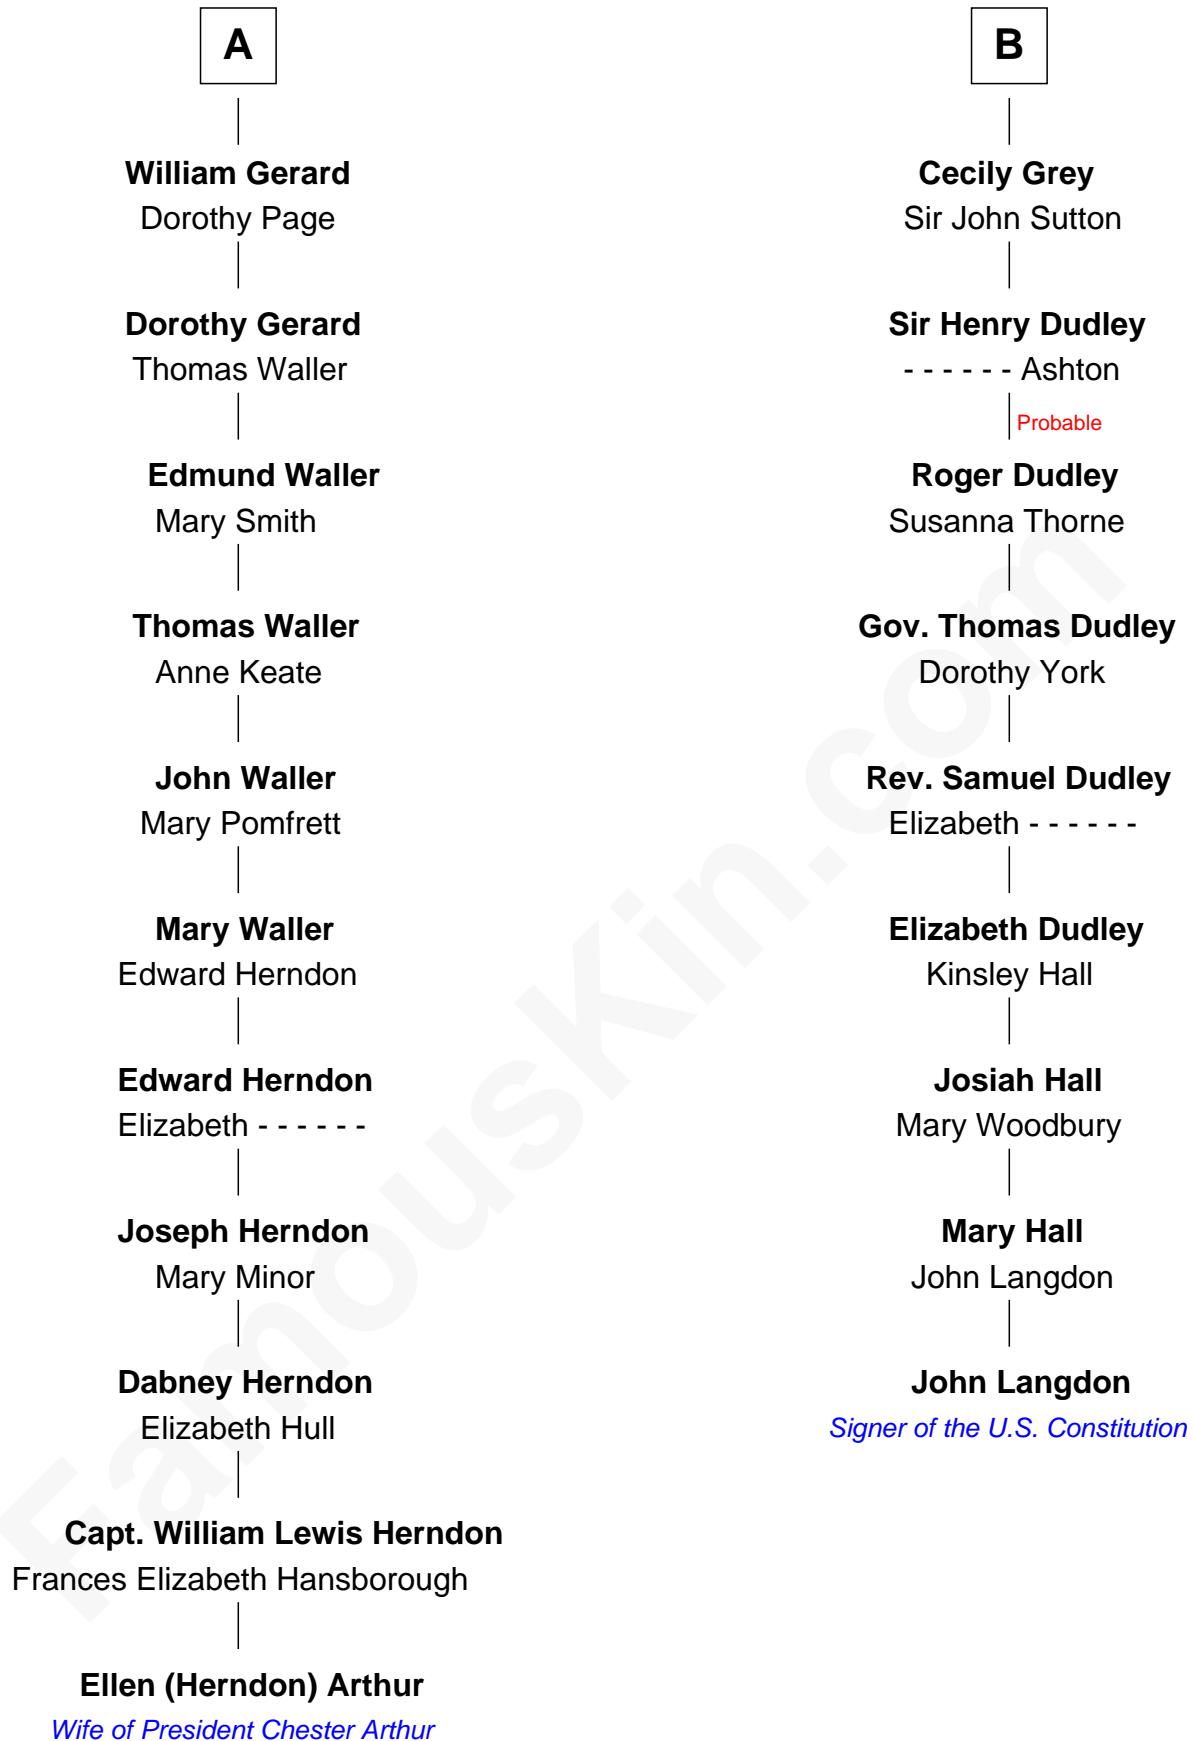 A
William Gerard
Dorothy Page
Dorothy Gerard
Thomas Waller
Edmund Waller
Mary Smith
Thomas Waller
Anne Keate
John Waller
Mary Pomfrett
Mary Waller
Edward Herndon
Edward Herndon
Elizabeth - - - - - -
Joseph Herndon
Mary Minor
Dabney Herndon
Elizabeth Hull
Capt. William Lewis Herndon
Frances Elizabeth Hansborough
Ellen (Herndon) Arthur
Wife of President Chester Arthur
B
Cecily Grey
Sir John Sutton
Sir Henry Dudley
- - - - - - Ashton
Probable
Roger Dudley
Susanna Thorne
Gov. Thomas Dudley
Dorothy York
Rev. Samuel Dudley
Elizabeth - - - - - -
Elizabeth Dudley
Kinsley Hall
Josiah Hall
Mary Woodbury
Mary Hall
John Langdon
John Langdon
Signer of the U.S. Constitution
FamousKin.com